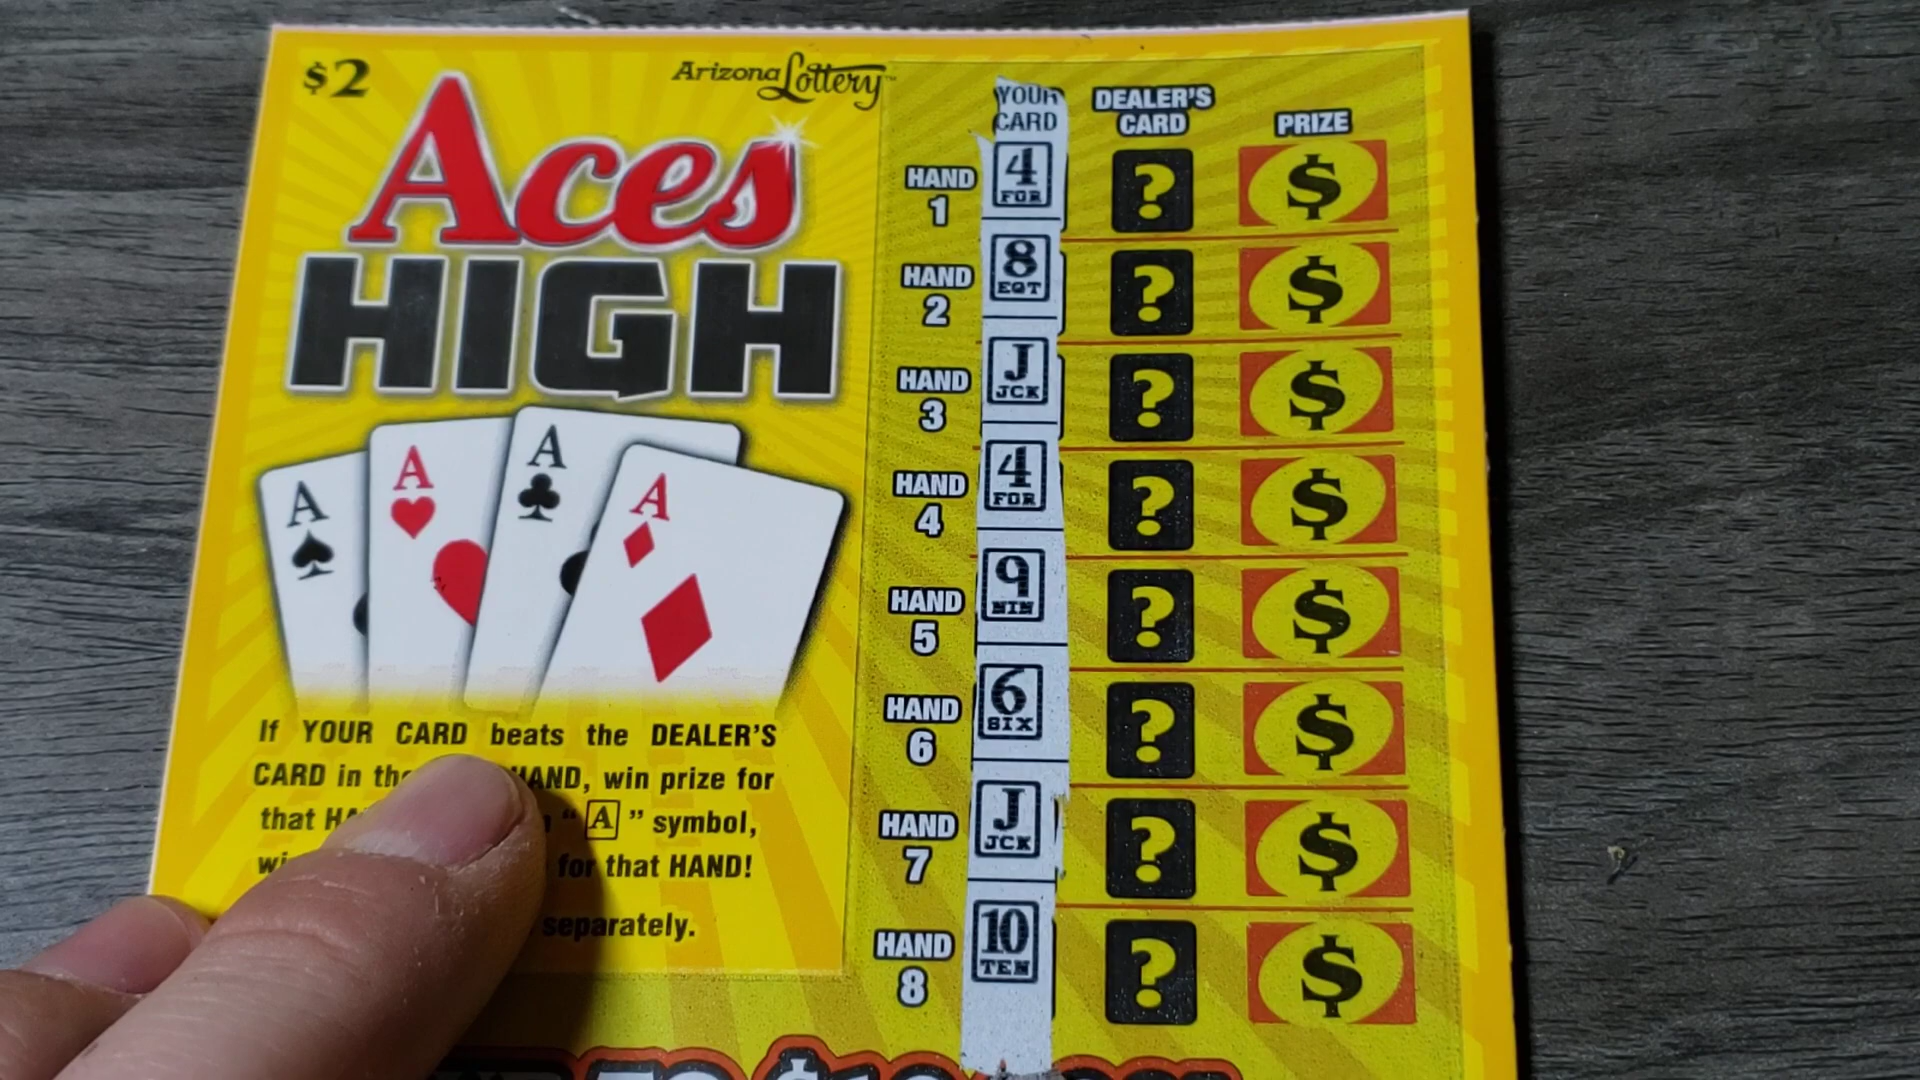 $2
Arizona Lottery™
Aces
HIGH
A
A
A
A
If YOUR CARD beats the DEALER'S
CARD in HAND, win prize for
that " A " symbol,
for that HAND!
separately.
YOUR CARD
DEALER'S CARD
PRIZE
HAND 1 4 FOR ? $
HAND 2 8 EGT ? $
HAND 3 J JCK ? $
HAND 4 4 FOR ? $
HAND 5 9 NIN ? $
HAND 6 6 SIX ? $
HAND 7 J JCK ? $
HAND 8 10 TEN ? $